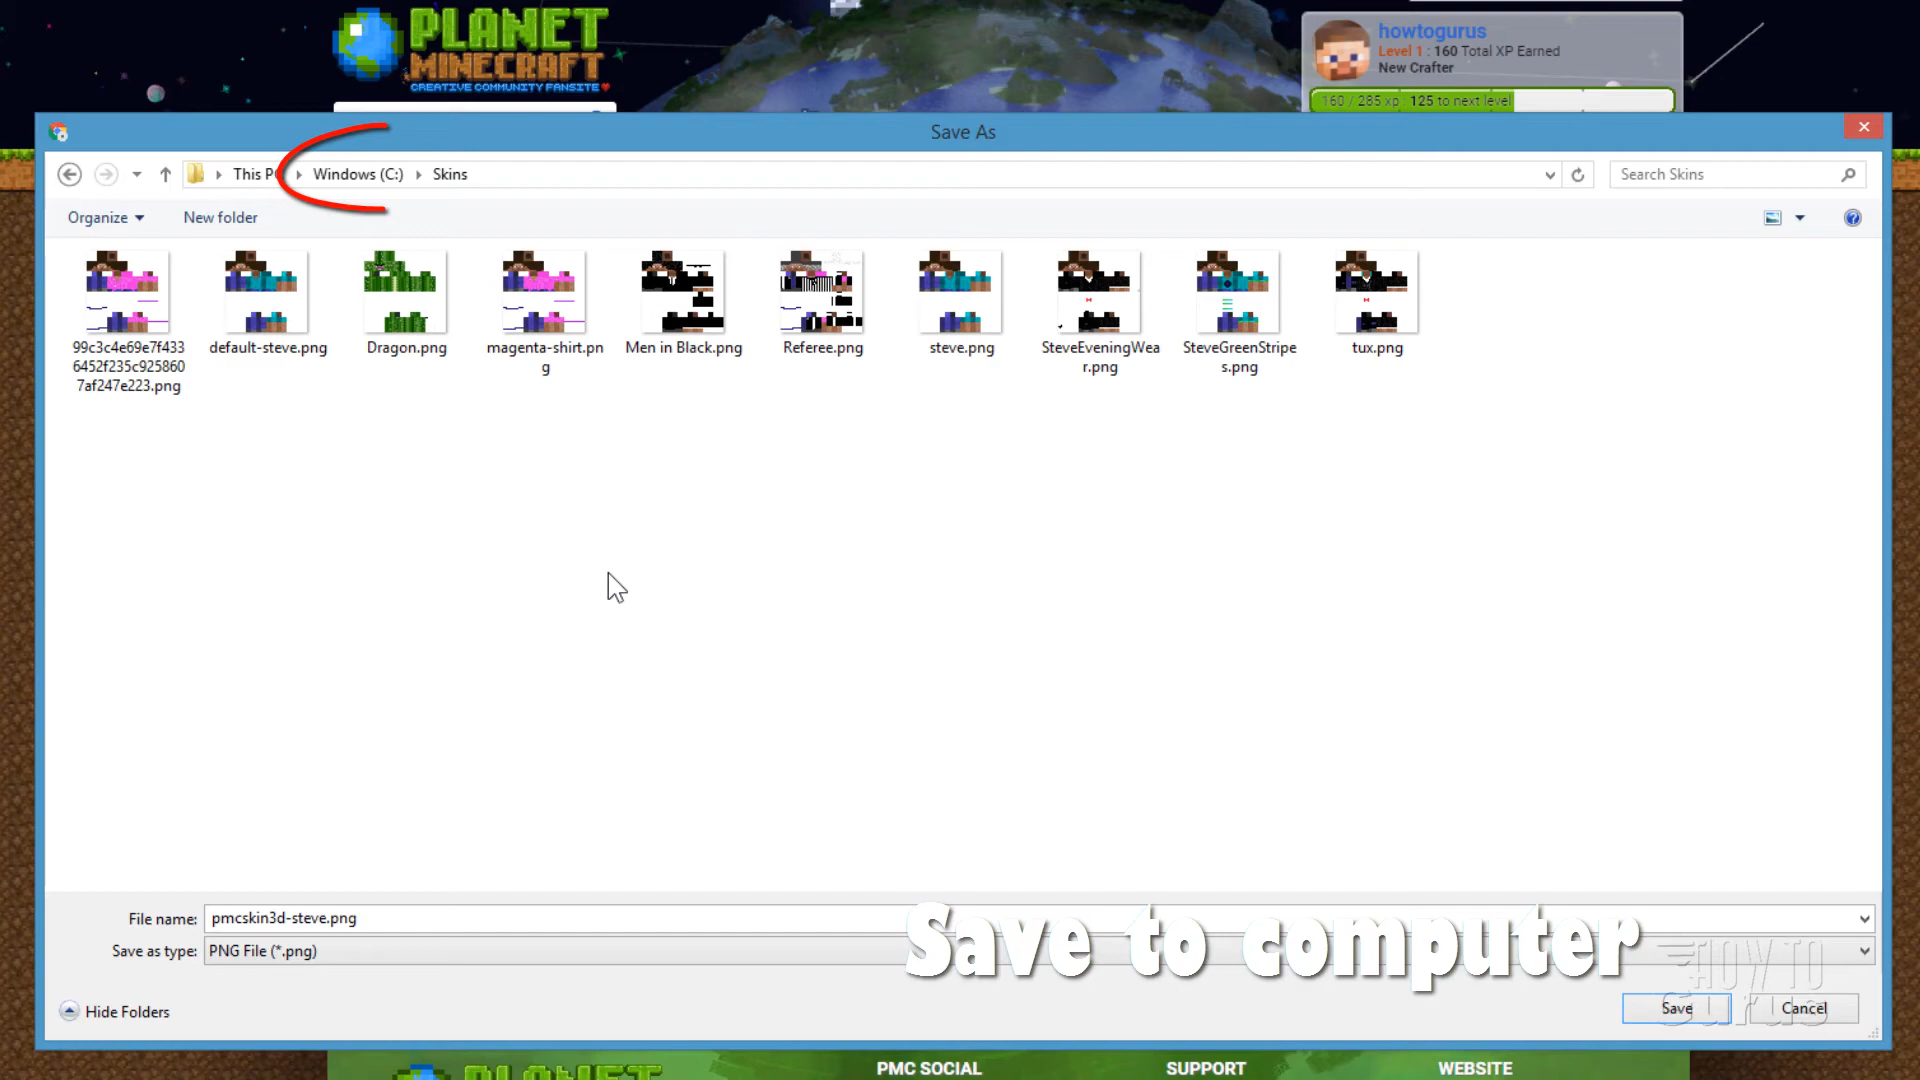 PLANET
MINECRAFT
CREATIVE COMMUNITY FANSITE
howtogurus
Level 1 : 160 Total XP Earned
New Crafter
160 / 285 xp : 125 to next level
Save As
This PC
Windows (C:)
Skins
Search Skins
Organize
New folder
99c3c4e69e7f433
6452f235c925860
7af247e223.png
default-steve.png
Dragon.png
magenta-shirt.pn
g
Men in Black.png
Referee.png
steve.png
SteveEveningWea
r.png
SteveGreenStripe
s.png
tux.png
File name:
pmcskin3d-steve.png
Save as type:
PNG File (*.png)
Save to computer
HOW TO
Gurus
Hide Folders
Save
Cancel
PLANET
PMC SOCIAL
SUPPORT
WEBSITE